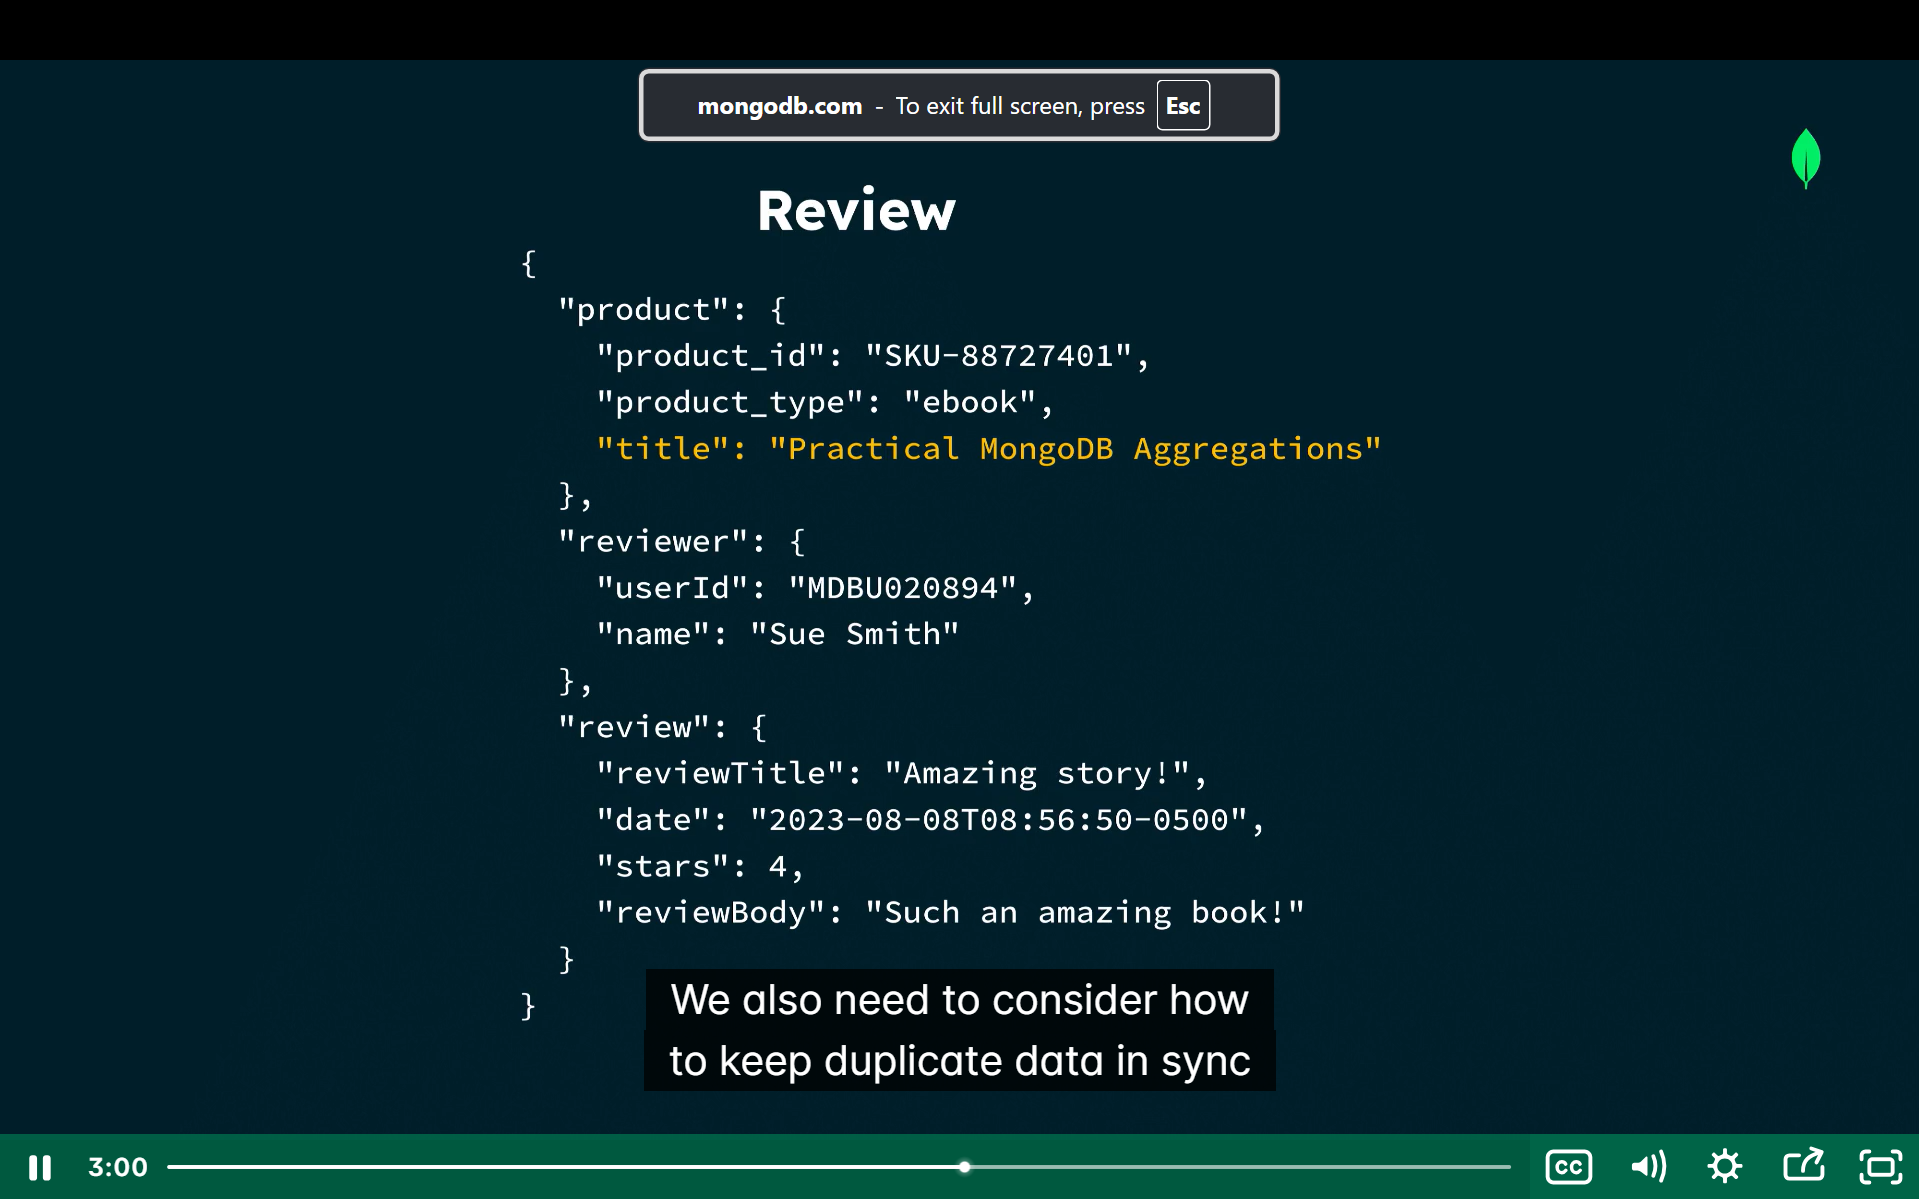 mongodb.com - To exit full screen, press Esc
Review
{
"product": {
"product_id": "SKU-88727401",
"product_type": "ebook",
"title": "Practical MongoDB Aggregations"
},
"reviewer": {
"userId": "MDBU020894",
"name": "Sue Smith"
},
"review": {
"reviewTitle": "Amazing story!",
"date": "2023-08-08T08:56:50-0500",
"stars": 4,
"reviewBody": "Such an amazing book!"
}
}
We also need to consider how
to keep duplicate data in sync
3:00
CC